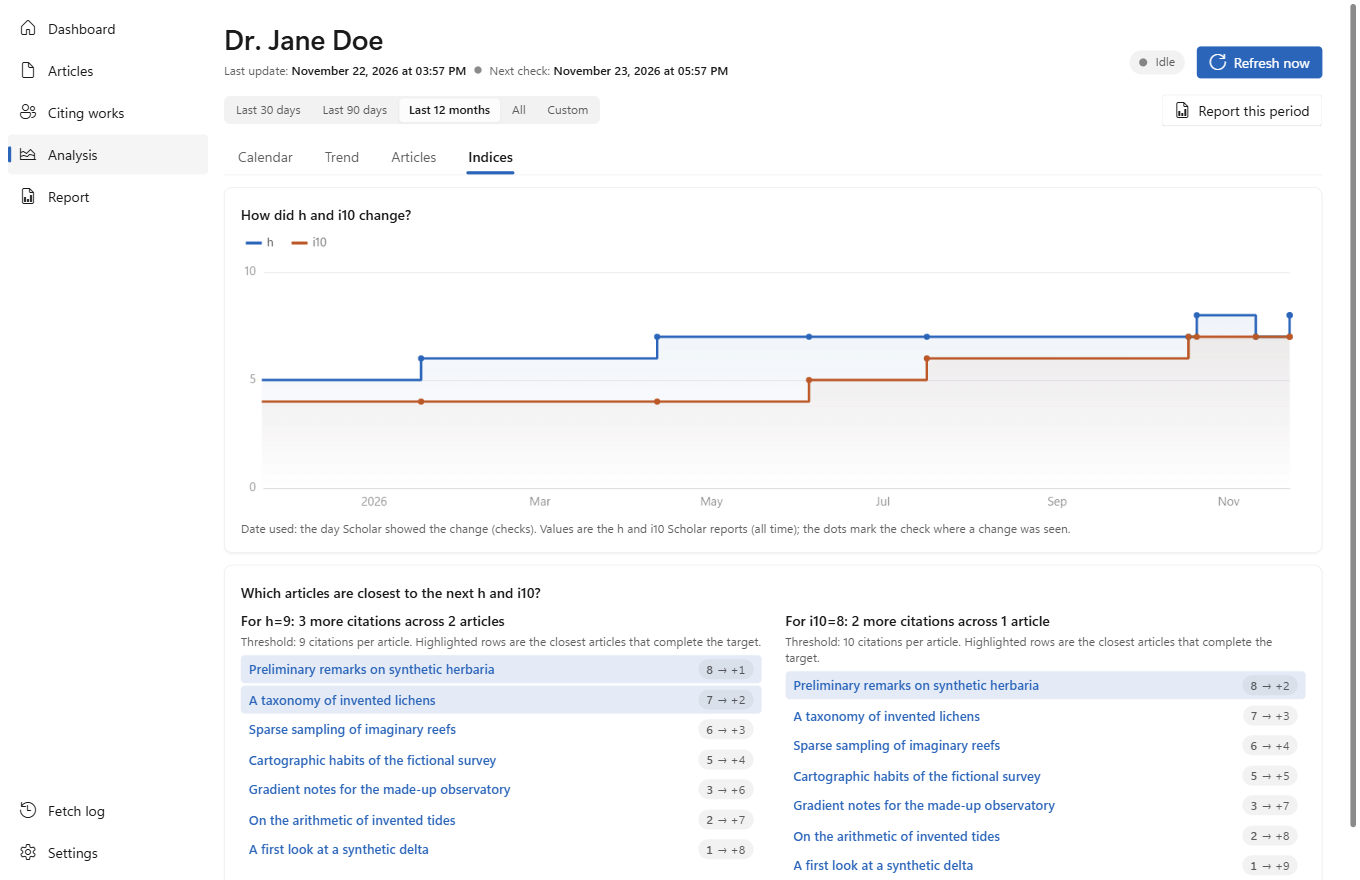 Dashboard
Articles
Citing works
Analysis
Report
Fetch log
Settings
Dr. Jane Doe
Last update: November 22, 2026 at 03:57 PM ● Next check: November 23, 2026 at 05:57 PM
Idle
Refresh now
Last 30 days Last 90 days Last 12 months All Custom
Report this period
Calendar Trend Articles Indices
How did h and i10 change?
h i10
10
5
0
2026 Mar May Jul Sep Nov
Date used: the day Scholar showed the change (checks). Values are the h and i10 Scholar reports (all time); the dots mark the check where a change was seen.
Which articles are closest to the next h and i10?
For h=9: 3 more citations across 2 articles
Threshold: 9 citations per article. Highlighted rows are the closest articles that complete the target.
Preliminary remarks on synthetic herbaria 8 → +1
A taxonomy of invented lichens 7 → +2
Sparse sampling of imaginary reefs 6 → +3
Cartographic habits of the fictional survey 5 → +4
Gradient notes for the made-up observatory 3 → +6
On the arithmetic of invented tides 2 → +7
A first look at a synthetic delta 1 → +8
For i10=8: 2 more citations across 1 article
Threshold: 10 citations per article. Highlighted rows are the closest articles that complete the
target.
Preliminary remarks on synthetic herbaria 8 → +2
A taxonomy of invented lichens 7 → +3
Sparse sampling of imaginary reefs 6 → +4
Cartographic habits of the fictional survey 5 → +5
Gradient notes for the made-up observatory 3 → +7
On the arithmetic of invented tides 2 → +8
A first look at a synthetic delta 1 → +9